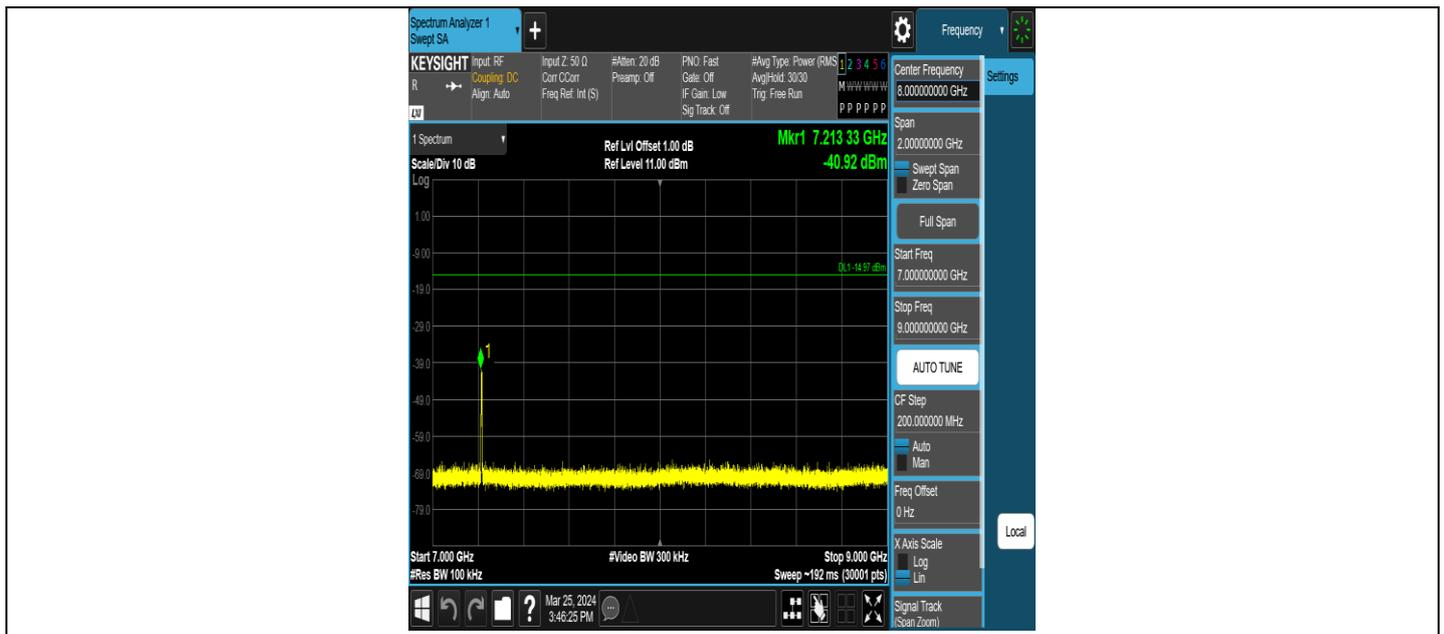 Spectrum Analyzer 1
Swept SA
+
Frequency
KEYSIGHT
R
LXI
Input: RF
Coupling: DC
Align: Auto
Input Z: 50 Ω
Corr CCorr
Freq Ref: Int (S)
#Atten: 20 dB
Preamp: Off
PNO: Fast
Gate: Off
IF Gain: Low
Sig Track: Off
#Avg Type: Power (RMS
Avg|Hold: 30/30
Trig: Free Run
1 2 3 4 5 6
M W W W W W
P P P P P P
Center Frequency
8.00000000 GHz
Settings
1 Spectrum
Scale/Div 10 dB
Ref Lvl Offset 1.00 dB
Ref Level 11.00 dBm
Mkr1 7.213 33 GHz
-40.92 dBm
Log
1.00
-9.00
-19.0
-29.0
-39.0
-49.0
-59.0
-69.0
-79.0
DL1 -14.97 dBm
1
Start 7.000 GHz
#Video BW 300 kHz
Stop 9.000 GHz
#Res BW 100 kHz
Sweep ~192 ms (30001 pts)
Span
2.00000000 GHz
Swept Span
Zero Span
Full Span
Start Freq
7.000000000 GHz
Stop Freq
9.000000000 GHz
AUTO TUNE
CF Step
200.000000 MHz
Auto
Man
Freq Offset
0 Hz
X Axis Scale
Log
Lin
Signal Track
(Span Zoom)
Local
?
Mar 25, 2024
3:46:25 PM